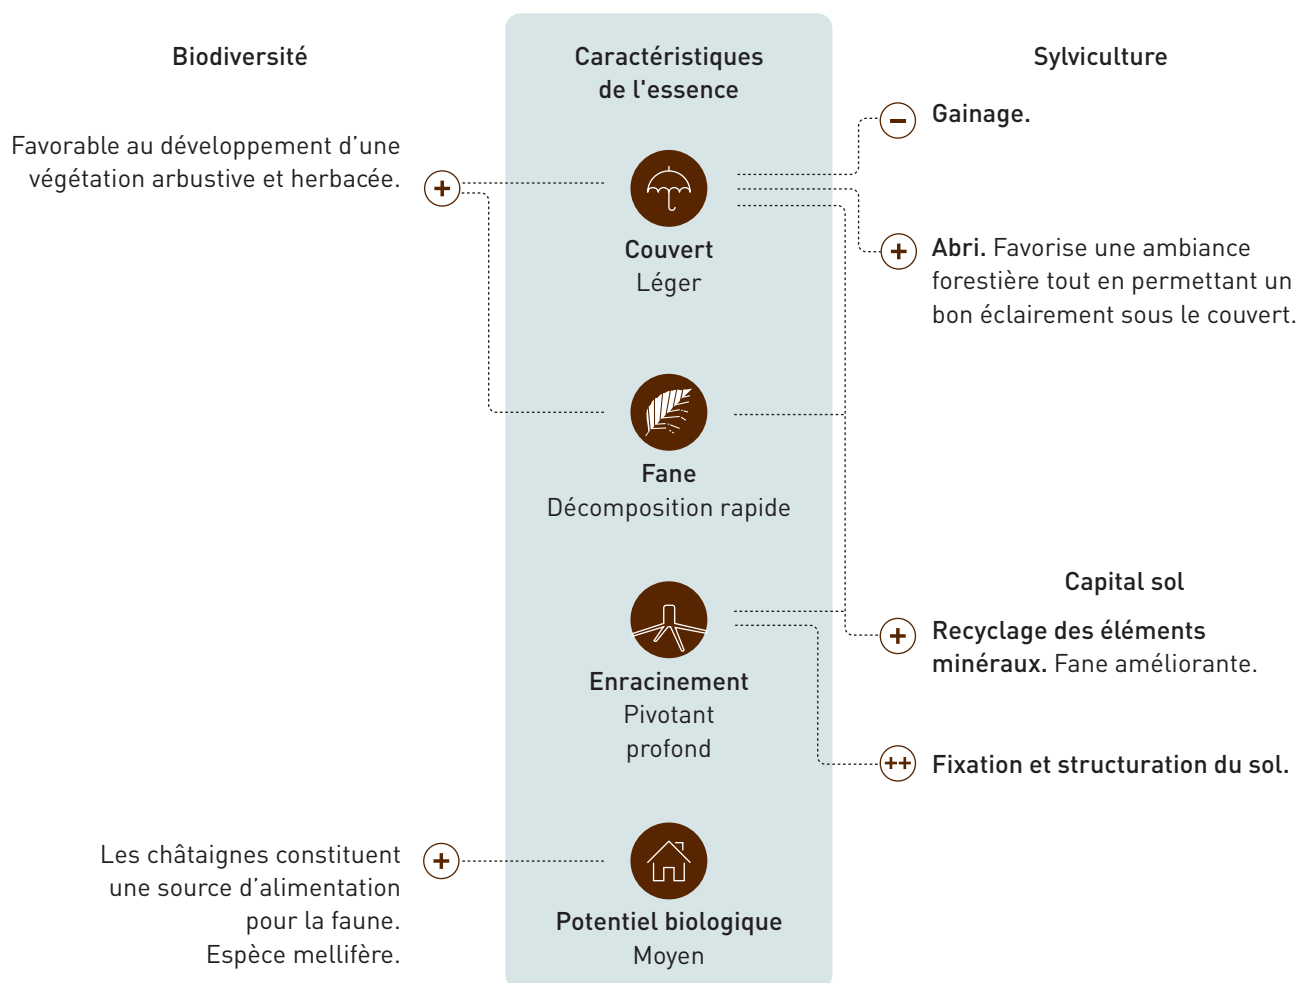 Biodiversité
Favorable au développement d’une
végétation arbustive et herbacée.
+
Les châtaignes constituent
une source d’alimentation
pour la faune.
Espèce mellifère.
+
Caractéristiques
de l'essence
Couvert
Léger
Fane
Décomposition rapide
Enracinement
Pivotant
profond
Potentiel biologique
Moyen
Sylviculture
−
Gainage.
+
Abri. Favorise une ambiance
forestière tout en permettant un
bon éclairement sous le couvert.
Capital sol
+
Recyclage des éléments
minéraux. Fane améliorante.
++
Fixation et structuration du sol.